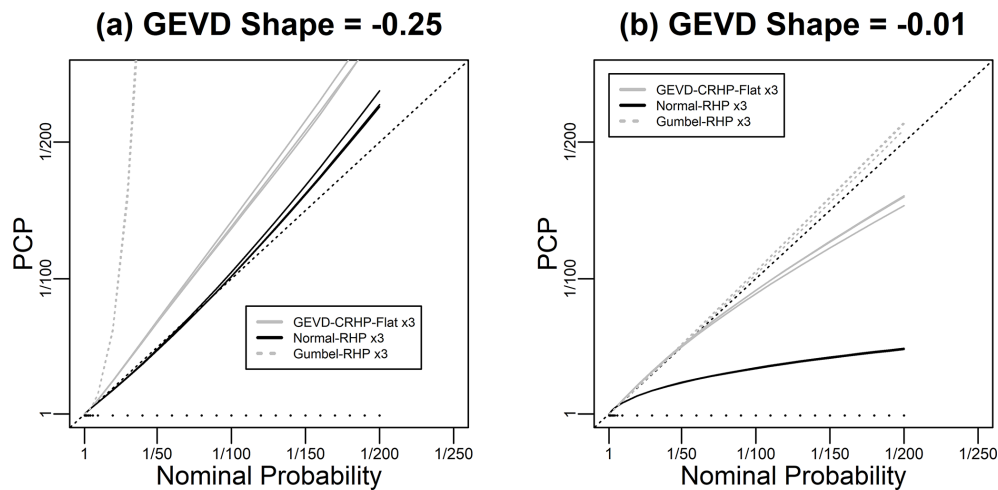 (a) GEVD Shape = -0.25
PCP
1/200
1/100
1
GEVD-CRHP-Flat x3
Normal-RHP x3
Gumbel-RHP x3
1 1/50 1/100 1/150 1/200 1/250
Nominal Probability
(b) GEVD Shape = -0.01
PCP
1/200
1/100
1
GEVD-CRHP-Flat x3
Normal-RHP x3
Gumbel-RHP x3
1 1/50 1/100 1/150 1/200 1/250
Nominal Probability